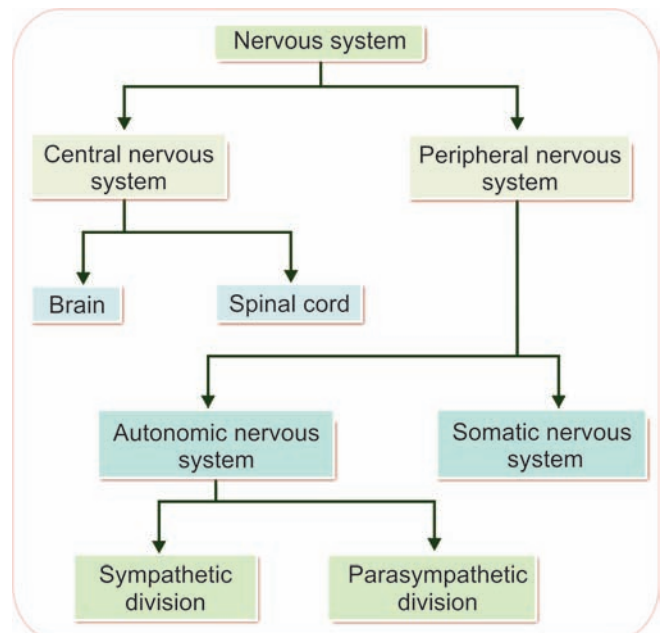 Nervous system
Central nervous
system
Peripheral nervous
system
Brain
Spinal cord
Autonomic nervous
system
Somatic nervous
system
Sympathetic
division
Parasympathetic
division